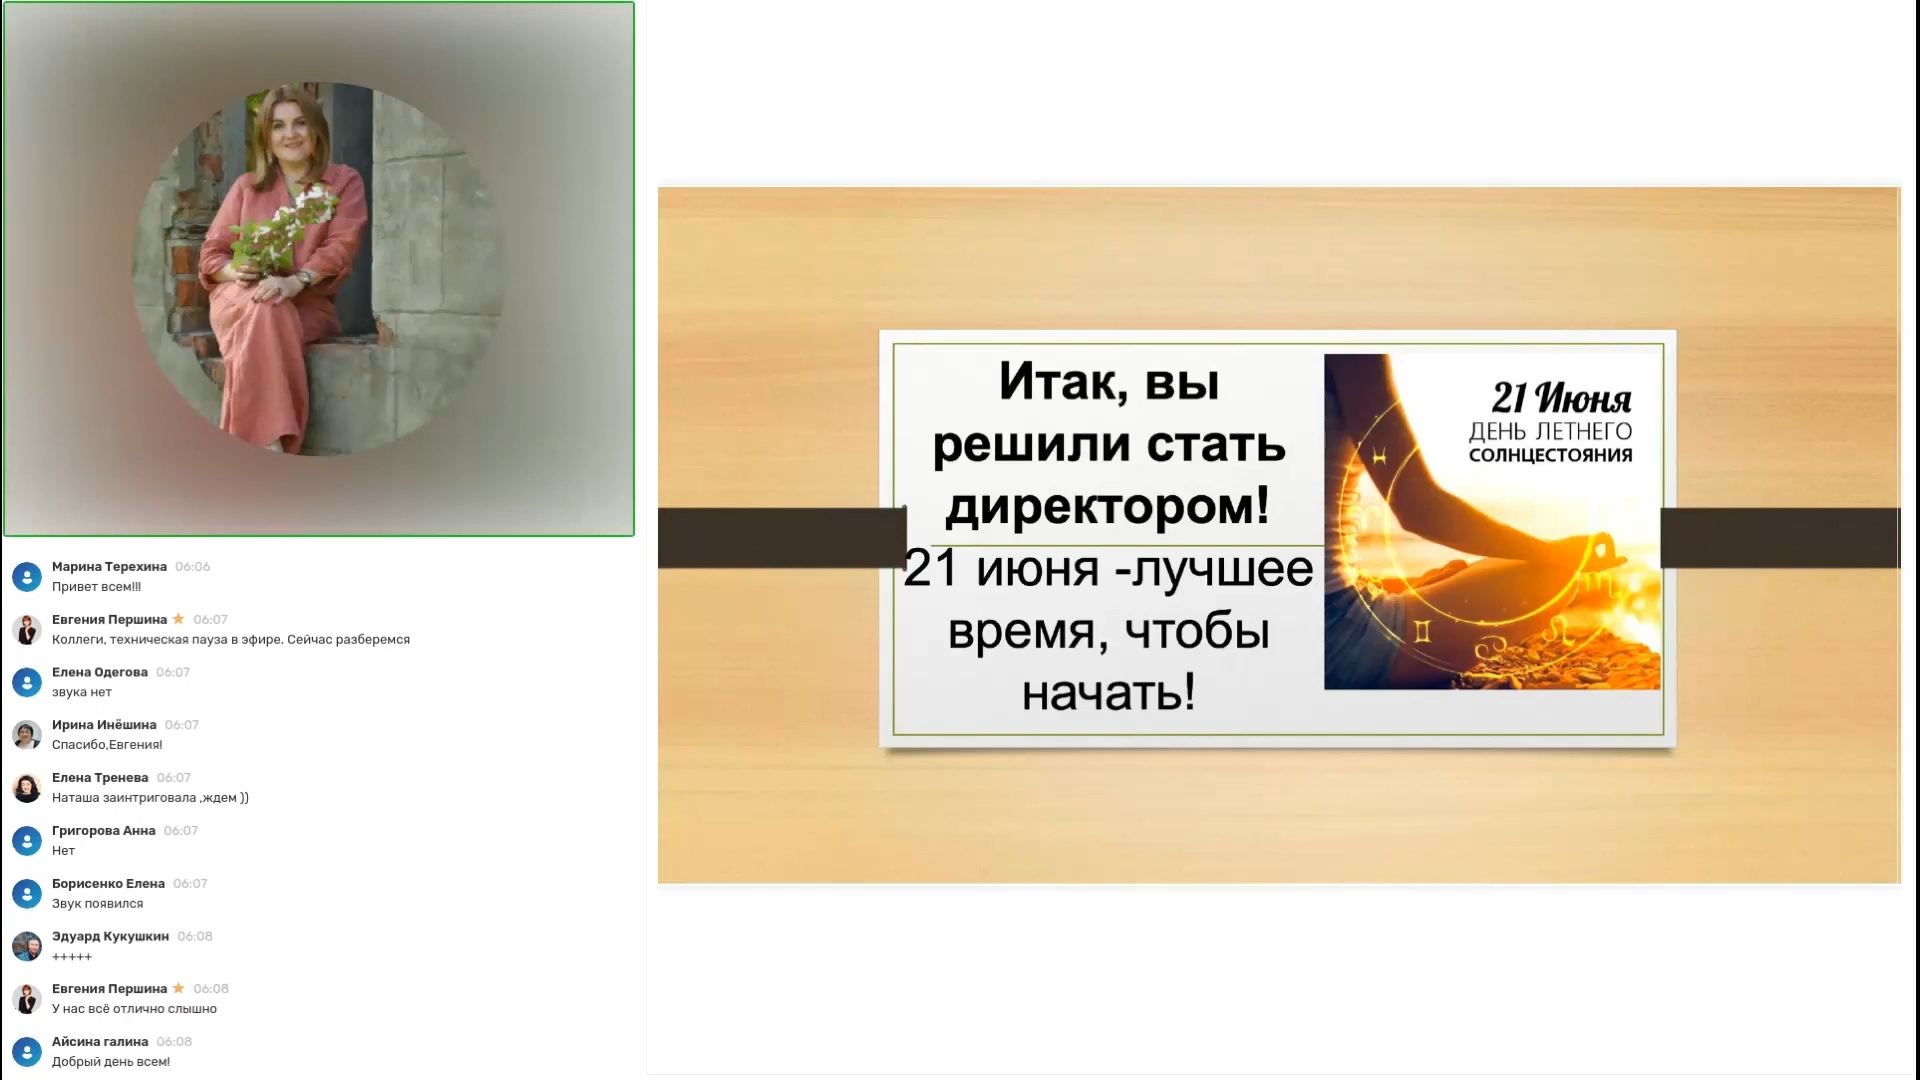 Марина Терехина 06:06
Привет всем!!!
Евгения Першина 06:07
Коллеги, техническая пауза в эфире. Сейчас разберемся
Елена Одегова 06:07
звука нет
Ирина Инёшина 06:07
Спасибо,Евгения!
Елена Тренева 06:07
Наташа заинтриговала ,ждем ))
Григорова Анна 06:07
Нет
Борисенко Елена 06:07
Звук появился
Эдуард Кукушкин 06:08
+++++
Евгения Першина 06:08
У нас всё отлично слышно
Айсина галина 06:08
Добрый день всем!
Итак, вы
решили стать
директором!
21 июня -лучшее
время, чтобы
начать!
21 Июня
ДЕНЬ ЛЕТНЕГО
СОЛНЦЕСТОЯНИЯ